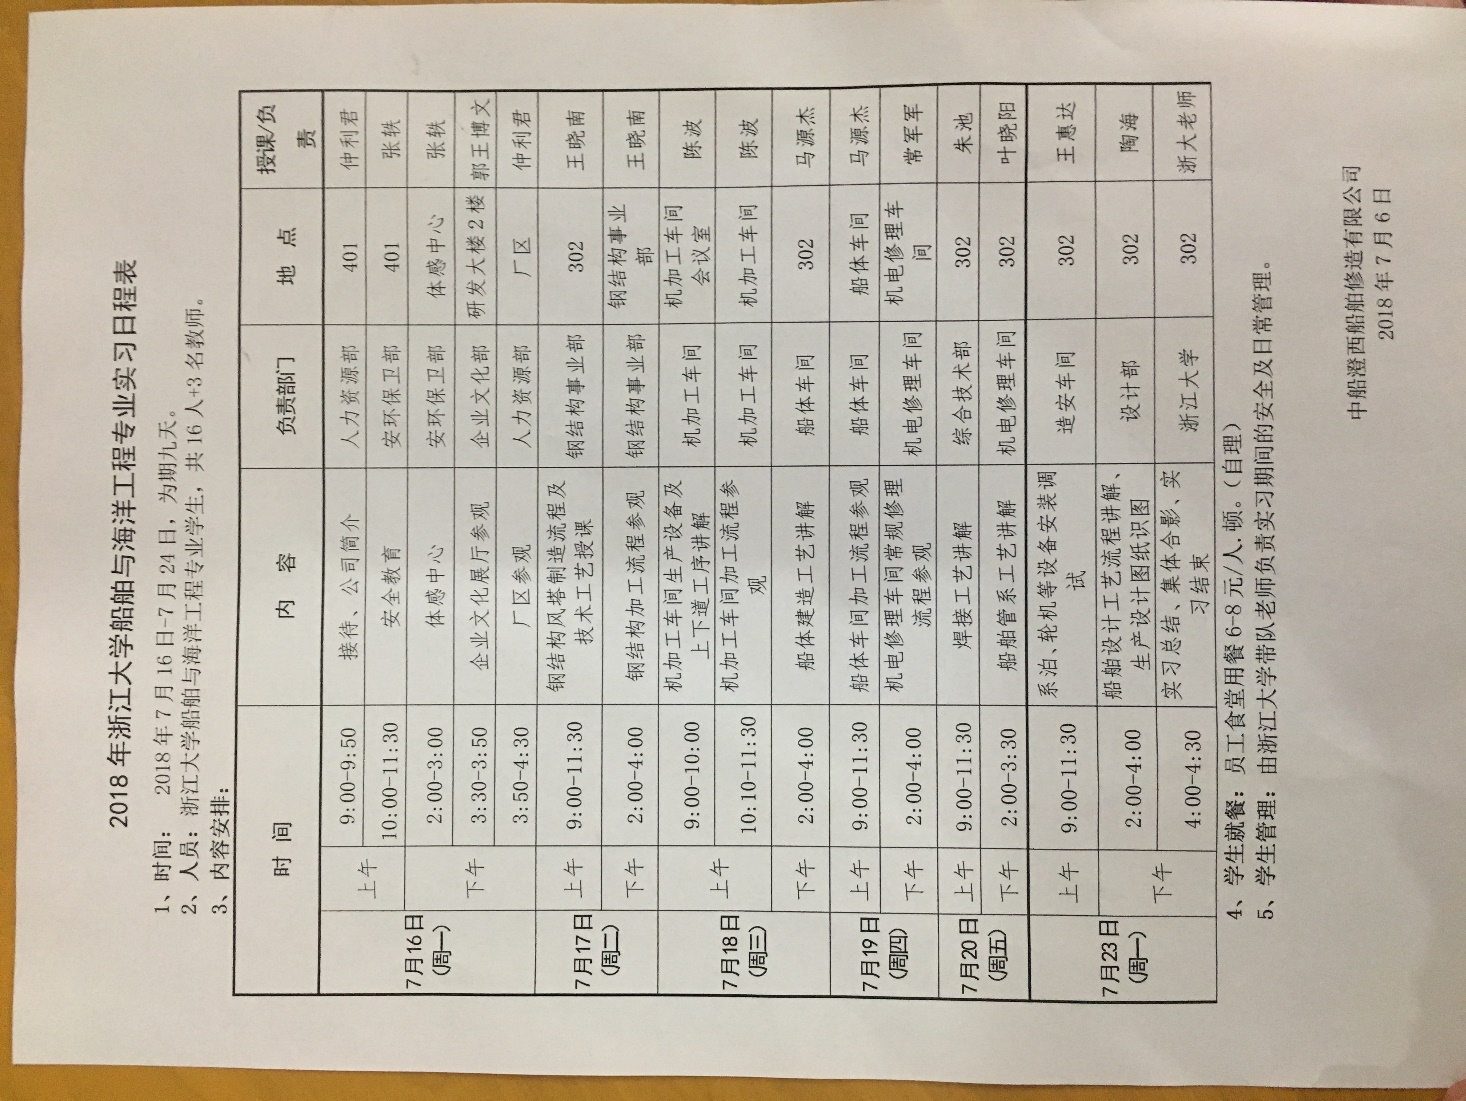 2018年浙江大学船舶与海洋工程专业实习日程表
1、时间： 2018年7月16日-7月24日，为期九天。
2、人员：浙江大学船舶与海洋工程专业学生，共16人+3名教师。
3、内容安排：
时 间 内 容 负责部门 地 点 授课/负
责
7月16日
(周一)
上午 9:00-9:50 接待、公司简介 人力资源部 401 仲利君
10:00-11:30 安全教育 安环保卫部 401 张轶
下午 2:00-3:00 体感中心 安环保卫部 体感中心 张轶
3:30-3:50 企业文化展厅参观 企业文化部 研发大楼2楼 郭王博文
3:50-4:30 厂区参观 人力资源部 厂区 仲利君
7月17日
(周二)
上午 9:00-11:30 钢结构风塔制造流程及
技术工艺授课 钢结构事业部 302 王晓南
下午 2:00-4:00 钢结构加工流程参观 钢结构事业部 钢结构事业
部 王晓南
7月18日
(周三)
上午 9:00-10:00 机加工车间生产设备及
上下道工序讲解 机加工车间 机加工车间
会议室 陈波
10:10-11:30 机加工车间加工流程参
观 机加工车间 机加工车间 陈波
下午 2:00-4:00 船体建造工艺讲解 船体车间 302 马源杰
7月19日
(周四)
上午 9:00-11:30 船体车间加工流程参观 船体车间 船体车间 马源杰
下午 2:00-4:00 机电修理车间常规修理
流程参观 机电修理车间 机电修理车
间 常军军
7月20日
(周五)
上午 9:00-11:30 焊接工艺讲解 综合技术部 302 朱池
下午 2:00-3:30 船舶管系工艺讲解 机电修理车间 302 叶晓阳
7月23日
(周一)
上午 9:00-11:30 系泊、轮机等设备安装调
试 造安车间 302 王惠达
下午 2:00-4:00 船舶设计工艺流程讲解、
生产设计图纸识图 设计部 302 陶海
4:00-4:30 实习总结、集体合影、实
习结束 浙江大学 302 浙大老师
4、学生就餐：员工食堂用餐6-8元/人.顿。（自理）
5、学生管理：由浙江大学带队老师负责实习期间的安全及日常管理。
中船澄西船舶修造有限公司
2018年7月6日